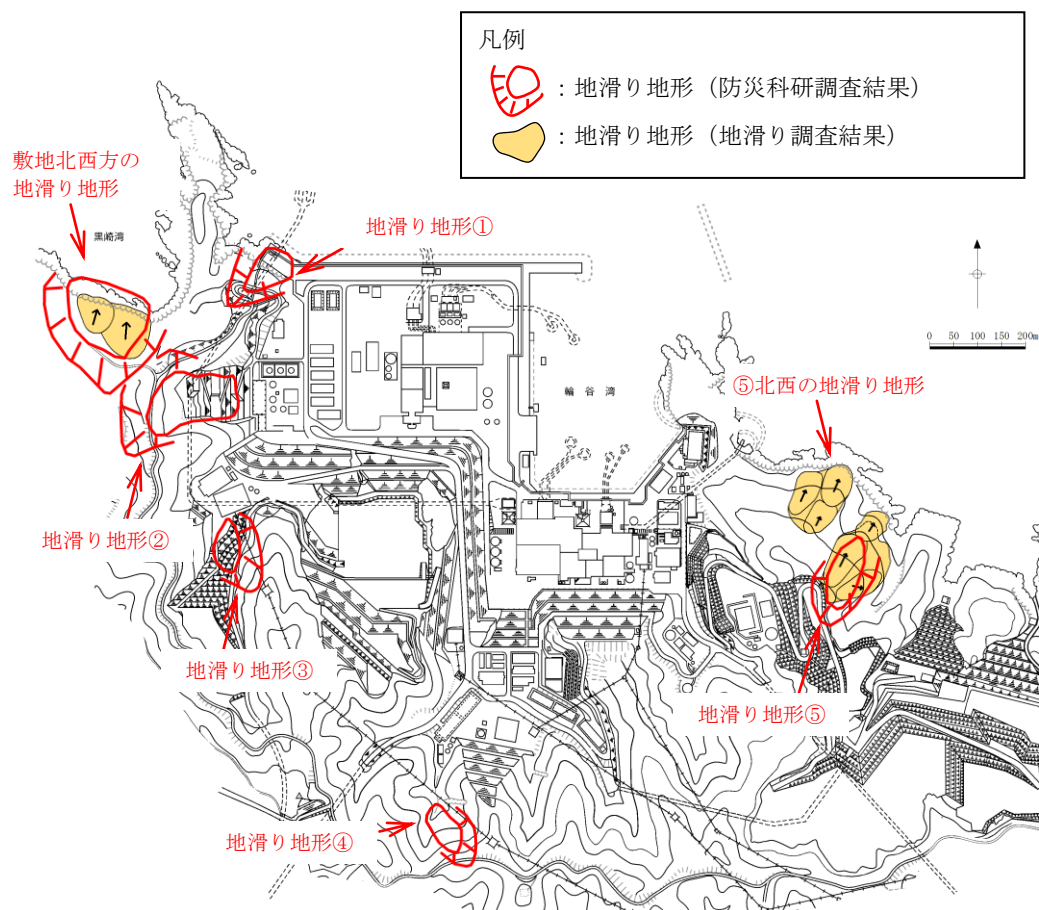 凡例
：地滑り地形（防災科研調査結果）
：地滑り地形（地滑り調査結果）
敷地北西方の
地滑り地形
黒崎湾
地滑り地形①
0 50 100 150 200m
⑤北西の地滑り地形
輪谷湾
地滑り地形②
地滑り地形③
地滑り地形⑤
地滑り地形④